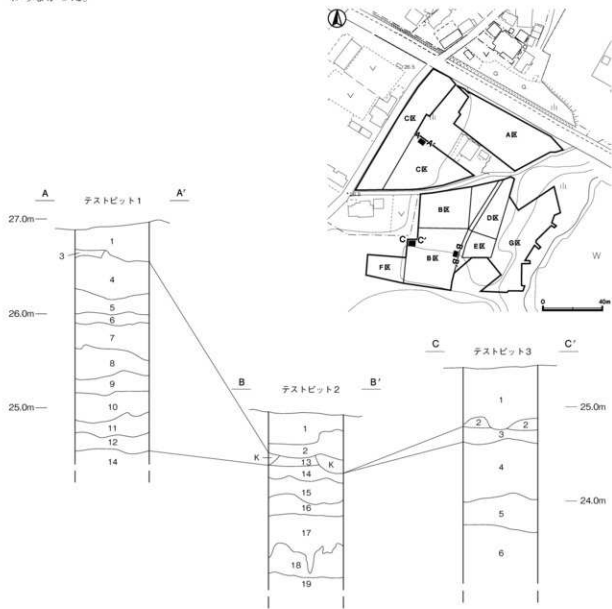 C区
A区
A A'
C区
B区
D区
C C'
B B'
E区
G区
B区
F区
W
0 40m
A テストピット1 A'
27.0m
26.0m
25.0m
1
3
4
5
6
7
8
9
10
11
12
14
B テストピット2 B'
1
2
K 13 K
14
15
16
17
18
19
C テストピット3 C'
1
2 2
3
4
5
6
25.0m
24.0m